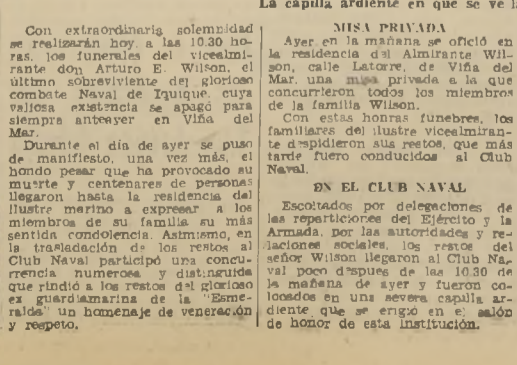 La capilla ardiente en que se ve l
Con extraordinaria solemnidad
se realizarán hoy, a las 10.30 ho-
ras, los funerales del vicealmi-
rante don Arturo E. Wilson, el
último sobreviviente del glorioso
combate Naval de Iquique, cuya
valiosa existencia se apagó para
siempre anteayer en Viña del
Mar.
Durante el día de ayer se puso
de manifiesto, una vez más, el
hondo pesar que ha provocado su
muerte y centenares de personas
llegaron hasta la residencia del
ilustre marino a expresar a los
miembros de su familia su más
sentida condolencia. Asimismo, en
la trasladación de los restos al
Club Naval participó una concu-
rrencia numerosa y distinguida
que rindió a los restos del glorioso
ex guardiamarina de la "Esme-
ralda" un homenaje de veneración
y respeto.
MISA PRIVADA
Ayer en la mañana se ofició en
la residencia del Almirante Wil-
son, calle Latorre, de Viña del
Mar, una misa privada a la que
concurrieron todos los miembros
de la familia Wilson.
Con estas honras funebres, los
familiares del ilustre vicealmiran-
te despidieron sus restos, que más
tarde fuero conducidos al Club
Naval.
EN EL CLUB NAVAL
Escoltados por delegaciones de
las reparticiones del Ejército y la
Armada, por las autoridades y re-
laciones sociales, los restos del
señor Wilson llegaron al Club Na-
val poco después de las 10.30 de
la mañana de ayer y fueron co-
locados en una severa capilla ar-
diente que se erigió en el salón
de honor de esta institución.